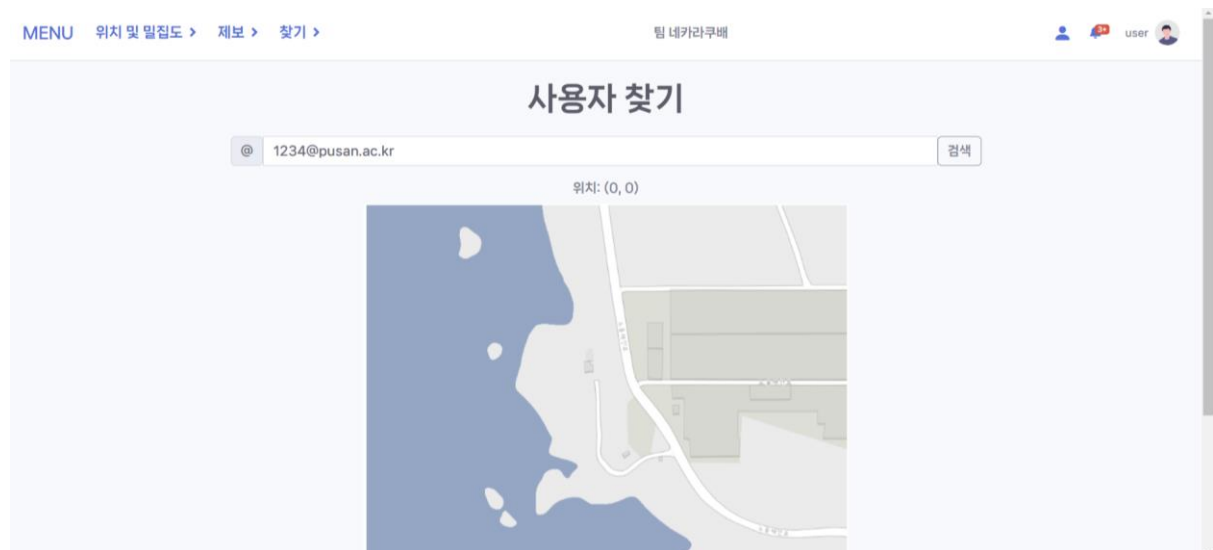 MENU 위치 및 밀집도 > 제보 > 찾기 > 팀 네카라쿠배 3+ user
사용자 찾기
@ 1234@pusan.ac.kr 검색
위치: (0, 0)